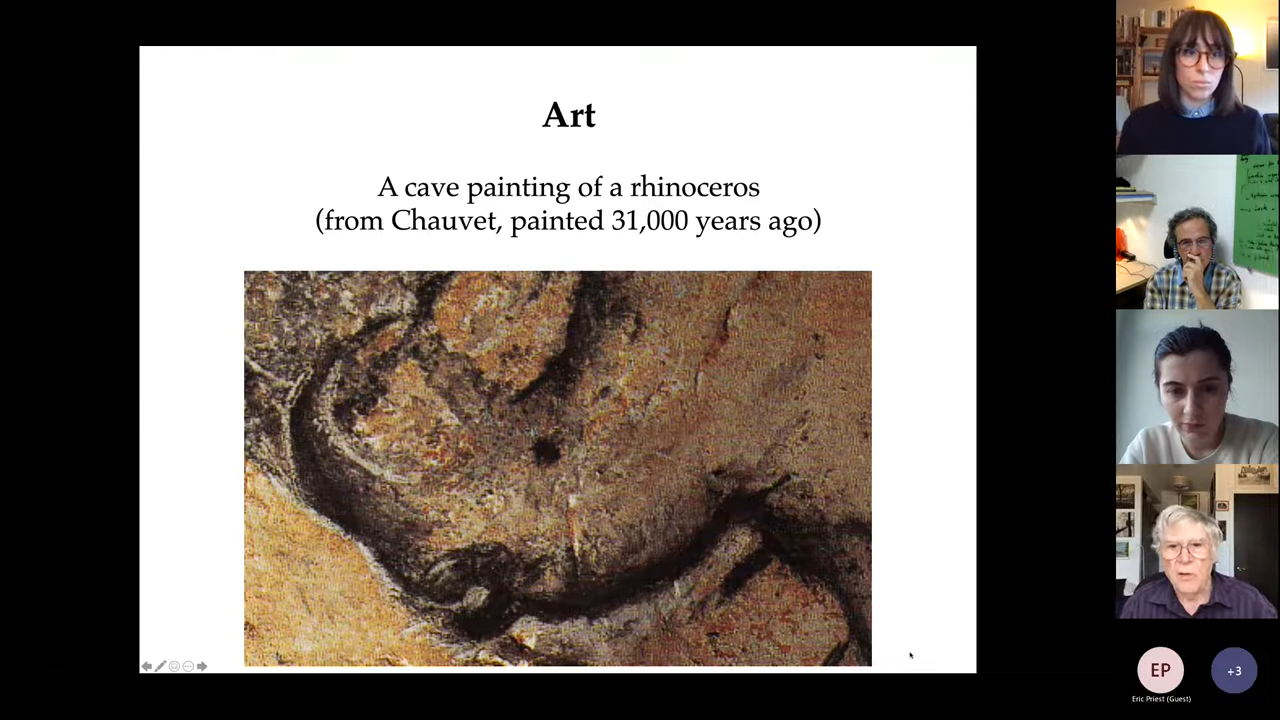 Art
A cave painting of a rhinoceros
(from Chauvet, painted 31,000 years ago)
EP
+3
Eric Priest (Guest)